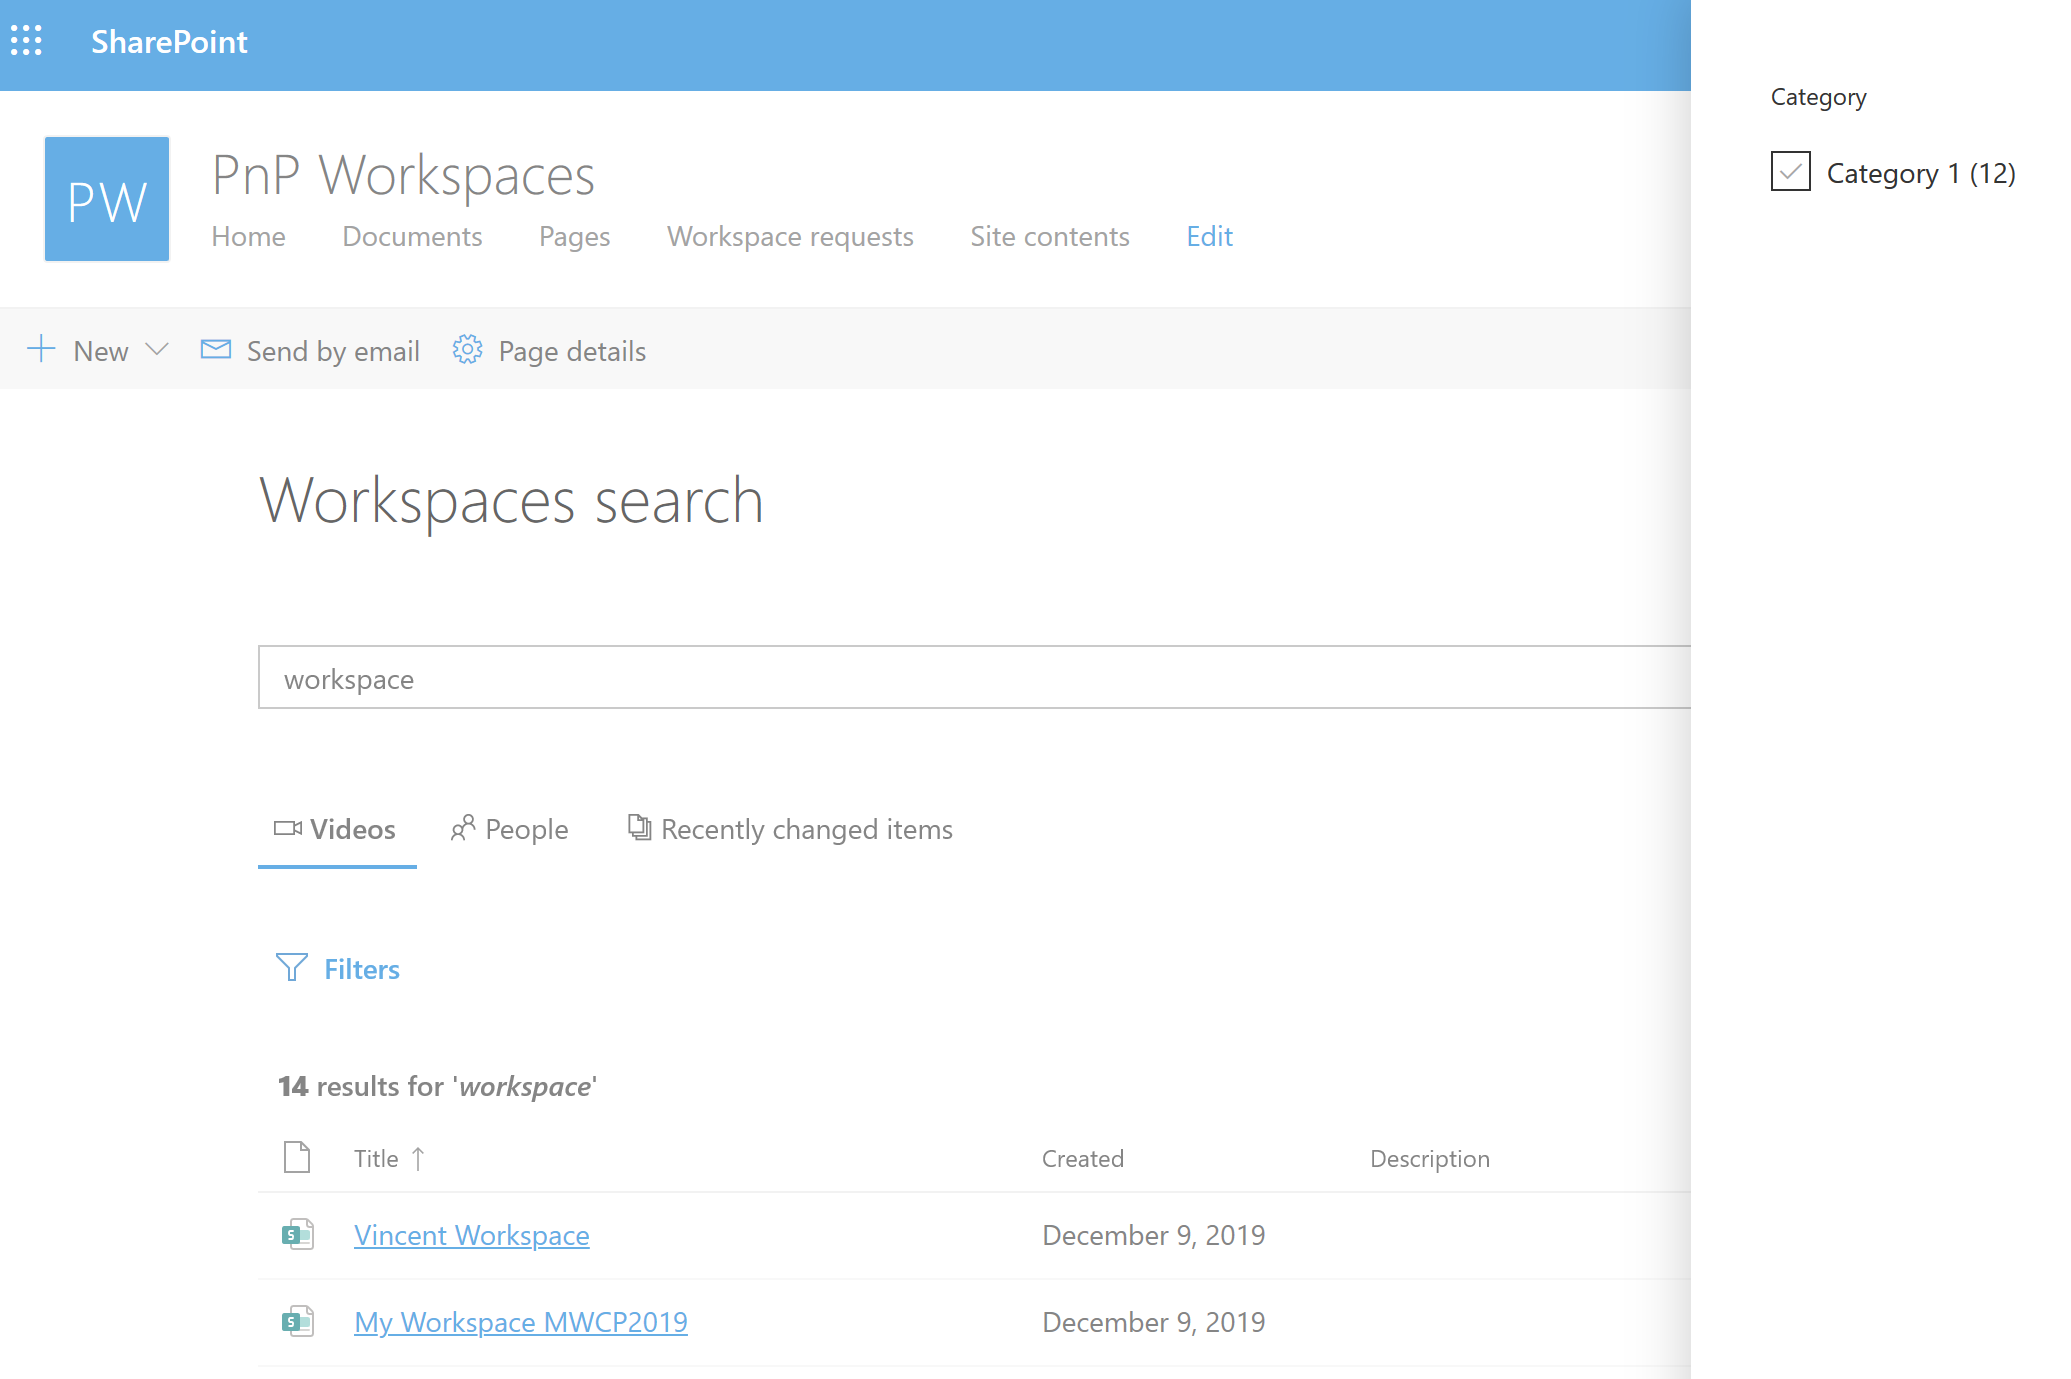 SharePoint
Category
Category 1 (12)
PW
PnP Workspaces
Home Documents Pages Workspace requests Site contents Edit
New Send by email Page details
Workspaces search
workspace
Videos People Recently changed items
Filters
14 results for 'workspace'
Title Created Description
S Vincent Workspace December 9, 2019
S My Workspace MWCP2019 December 9, 2019